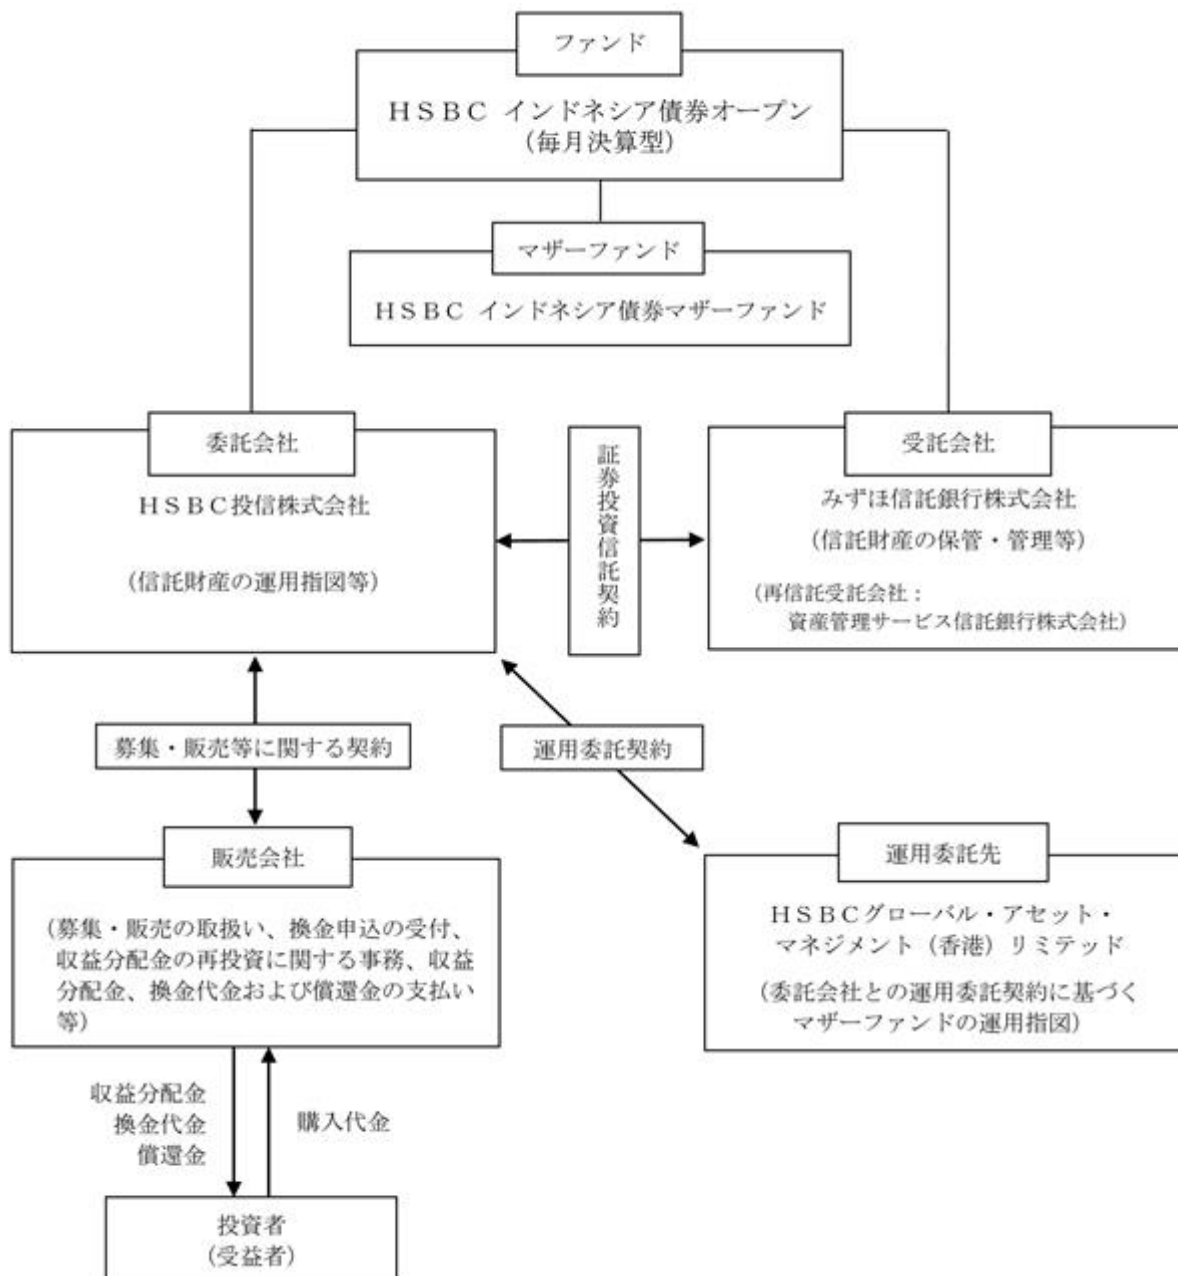 ファンド
ＨＳＢＣ インドネシア債券オープン
（毎月決算型）
マザーファンド
ＨＳＢＣ インドネシア債券マザーファンド
委託会社
ＨＳＢＣ投信株式会社
（信託財産の運用指図等）
証券投資信託契約
受託会社
みずほ信託銀行株式会社
（信託財産の保管・管理等）
（再信託受託会社：
資産管理サービス信託銀行株式会社）
募集・販売等に関する契約
運用委託契約
販売会社
（募集・販売の取扱い、換金申込の受付、
収益分配金の再投資に関する事務、収益
分配金、換金代金および償還金の支払い
等）
運用委託先
ＨＳＢＣグローバル・アセット・
マネジメント（香港）リミテッド
（委託会社との運用委託契約に基づく
マザーファンドの運用指図）
収益分配金
換金代金
償還金
購入代金
投資者
（受益者）